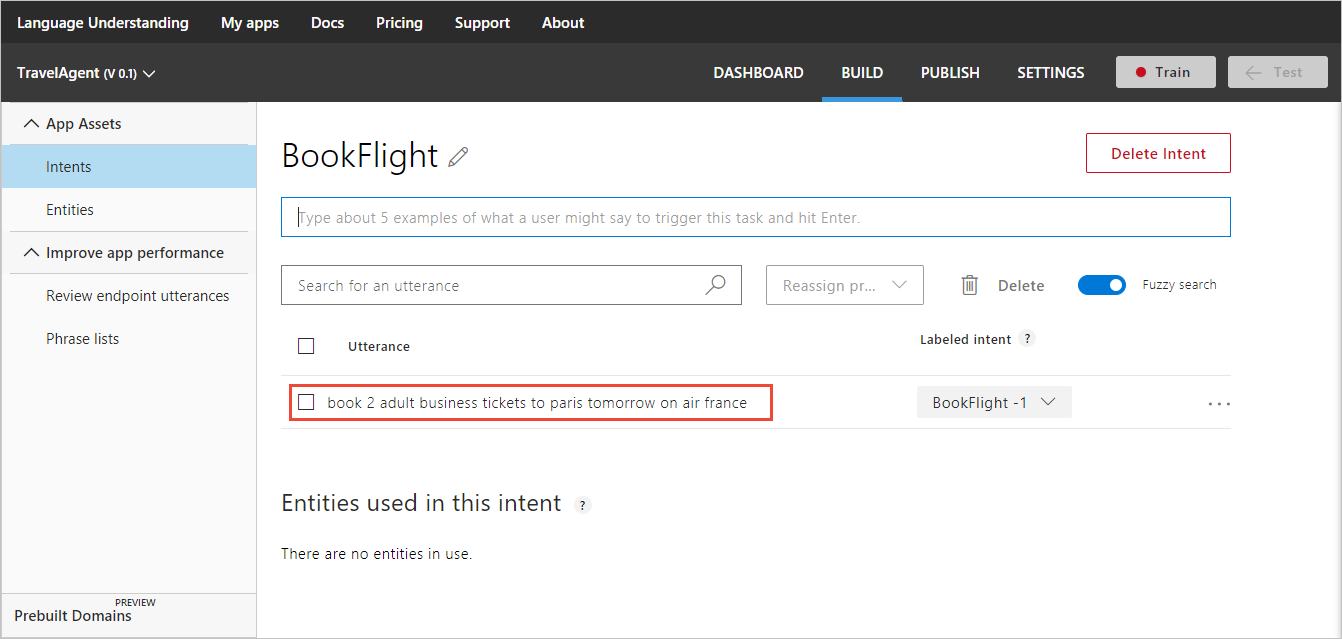 Language Understanding My apps Docs Pricing Support About
TravelAgent (V 0.1) DASHBOARD BUILD PUBLISH SETTINGS Train Test
App Assets
Intents
Entities
Improve app performance
Review endpoint utterances
Phrase lists
PREVIEW
Prebuilt Domains
BookFlight Delete Intent
Type about 5 examples of what a user might say to trigger this task and hit Enter.
Search for an utterance Reassign pr... Delete Fuzzy search
Utterance Labeled intent ?
book 2 adult business tickets to paris tomorrow on air france BookFlight -1 ...
Entities used in this intent ?
There are no entities in use.